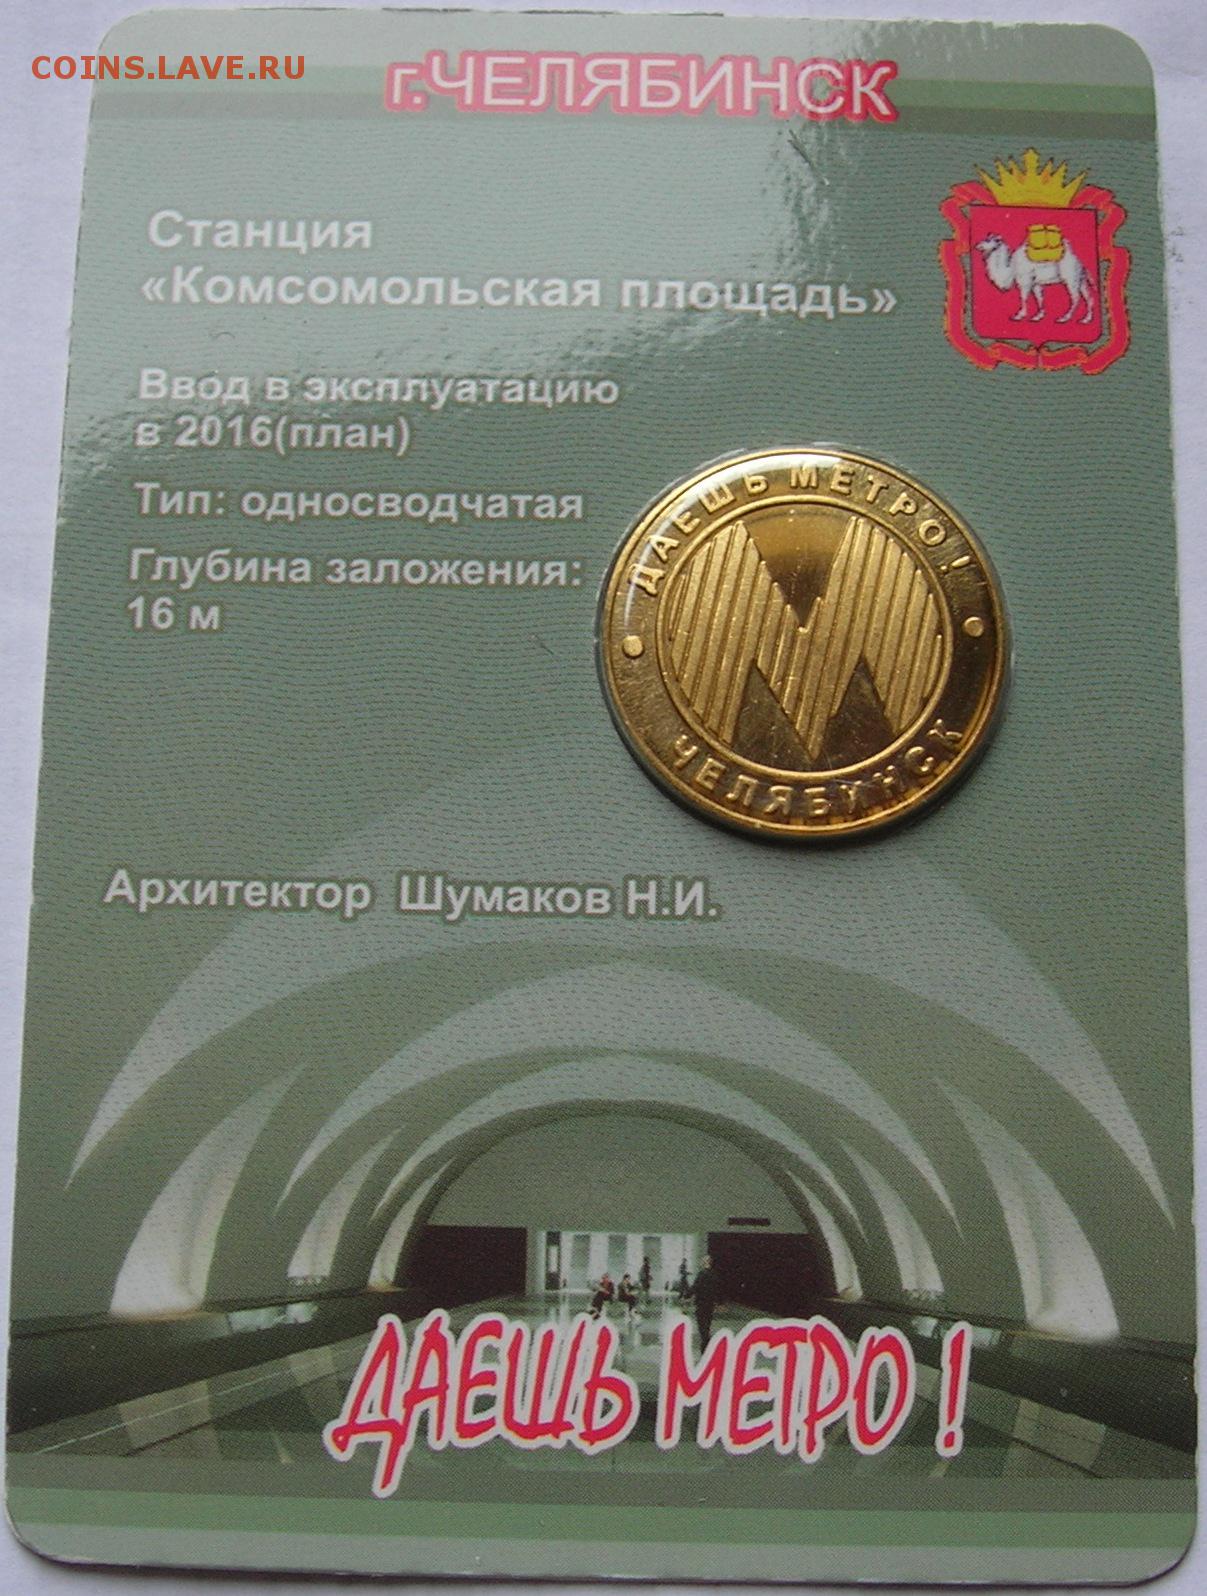 COINS.LAVE.RU
г.ЧЕЛЯБИНСК
Станция
«Комсомольская площадь»
Ввод в эксплуатацию
в 2016(план)
Тип: односводчатая
Глубина заложения:
16 м
ДАЕШЬ МЕТРО!
ЧЕЛЯБИНСК
Архитектор Шумаков Н.И.
ДАЕШЬ МЕТРО!